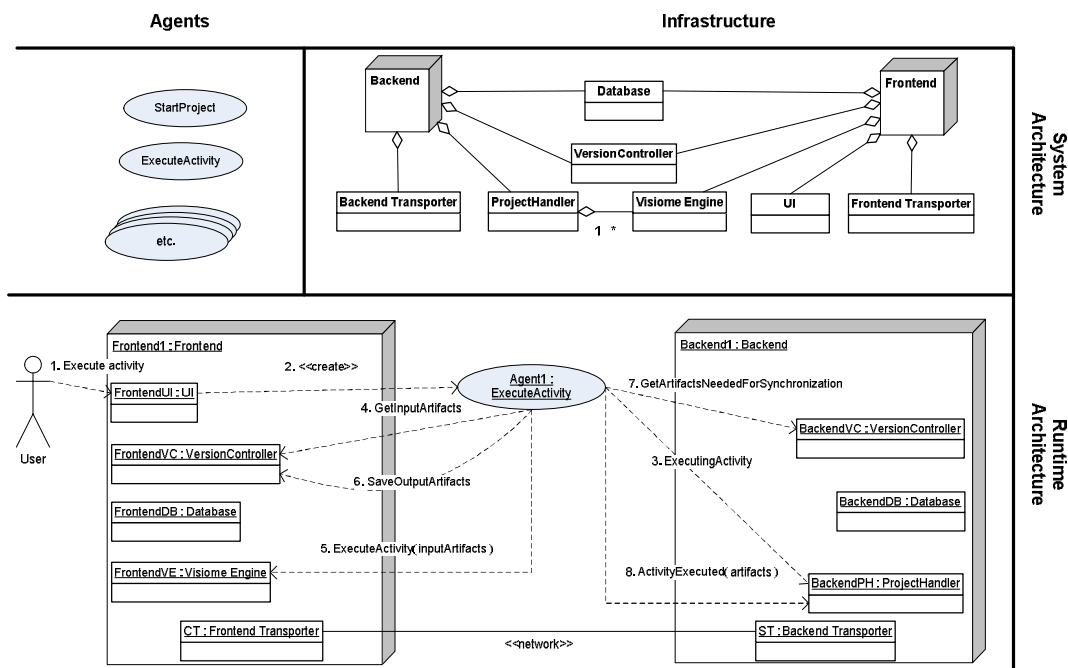 Agents
Infrastructure
System
Architecture
StartProject
ExecuteActivity
etc.
Backend
Database
Frontend
VersionController
Backend Transporter
ProjectHandler
Visiome Engine
UI
Frontend Transporter
1 *
Runtime
Architecture
Frontend1 : Frontend
Backend1 : Backend
1. Execute activity
2. <<create>>
Agent1 :
ExecuteActivity
7. GetArtifactsNeededForSynchronization
FrontendUI : UI
4. GetInputArtifacts
BackendVC : VersionController
User
FrontendVC : VersionController
3. ExecutingActivity
6. SaveOutputArtifacts
BackendDB : Database
FrontendDB : Database
5. ExecuteActivity(inputArtifacts)
FrontendVE : Visiome Engine
8. ActivityExecuted(artifacts)
BackendPH : ProjectHandler
CT : Frontend Transporter
<<network>>
ST : Backend Transporter